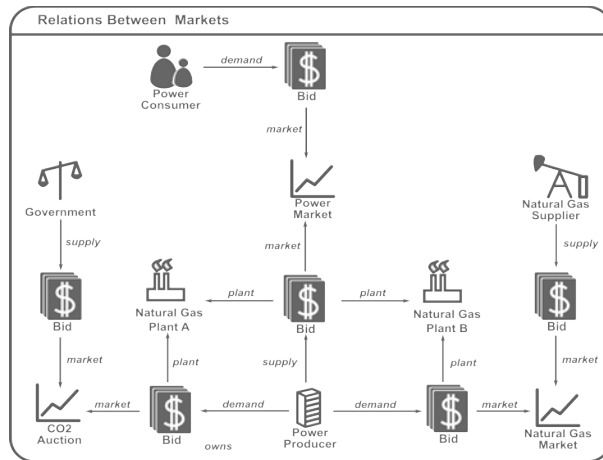 Relations Between Markets
demand
Power
Consumer
Bid
market
Government
Power
Market
Natural Gas
Supplier
supply
market
supply
Bid
plant
plant
Bid
Natural Gas
Plant A
Bid
Natural Gas
Plant B
market
plant
supply
plant
market
market
demand
demand
market
CO2
Auction
Bid
Power
Producer
Bid
Natural Gas
Market
owns
$
$
$
$
$
$